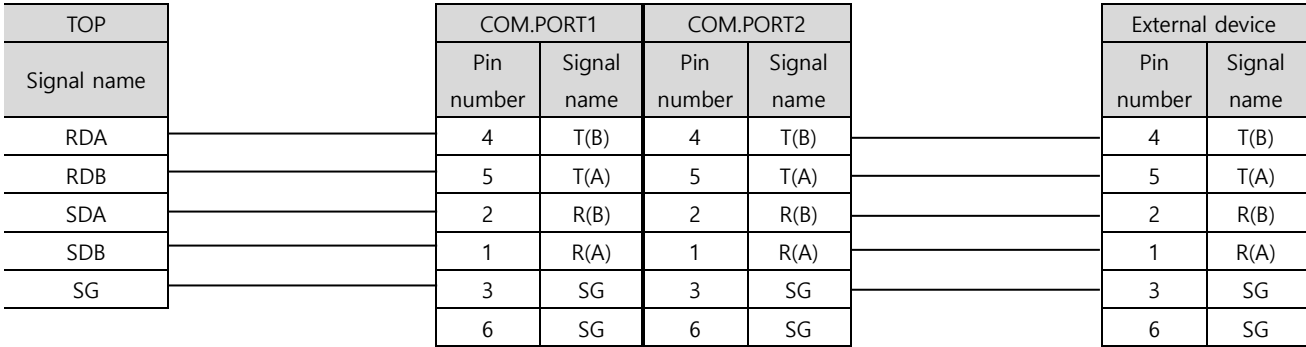 TOP COM.PORT1 COM.PORT2 External device
Signal name Pin number Signal name Pin number Signal name Pin number Signal name
RDA 4 T(B) 4 T(B) 4 T(B)
RDB 5 T(A) 5 T(A) 5 T(A)
SDA 2 R(B) 2 R(B) 2 R(B)
SDB 1 R(A) 1 R(A) 1 R(A)
SG 3 SG 3 SG 3 SG
6 SG 6 SG 6 SG